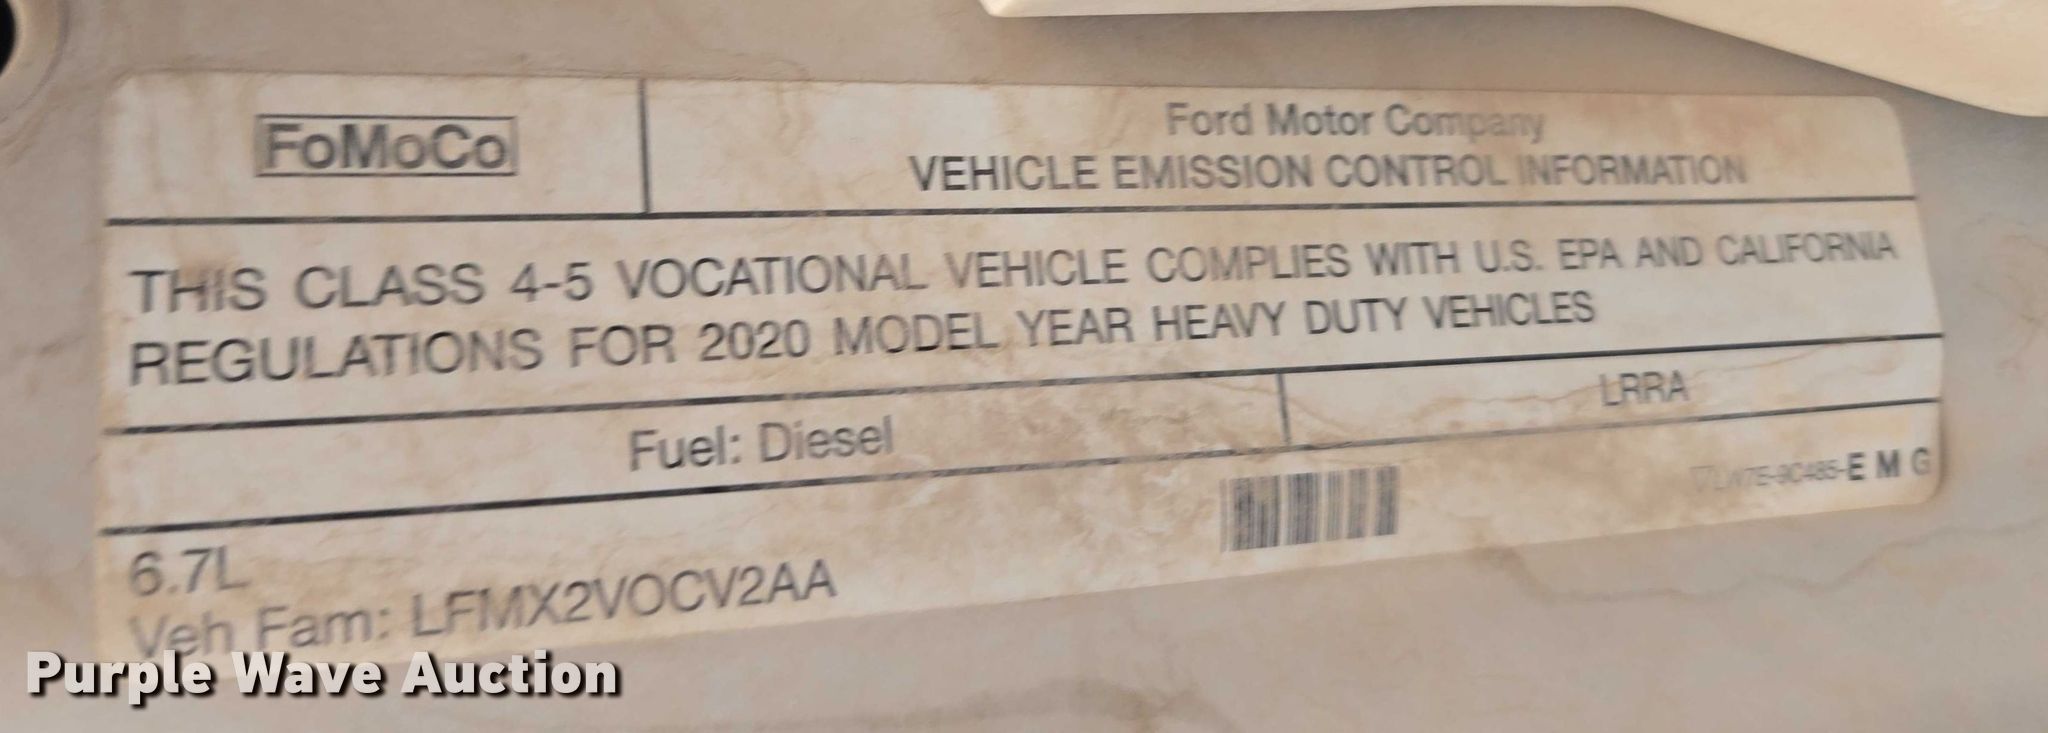 FoMoCo
Ford Motor Company
VEHICLE EMISSION CONTROL INFORMATION
THIS CLASS 4-5 VOCATIONAL VEHICLE COMPLIES WITH U.S. EPA AND CALIFORNIA
REGULATIONS FOR 2020 MODEL YEAR HEAVY DUTY VEHICLES
Fuel: Diesel
LRRA
E M G
6.7L
Veh Fam: LFMX2VOCV2AA
Purple Wave Auction